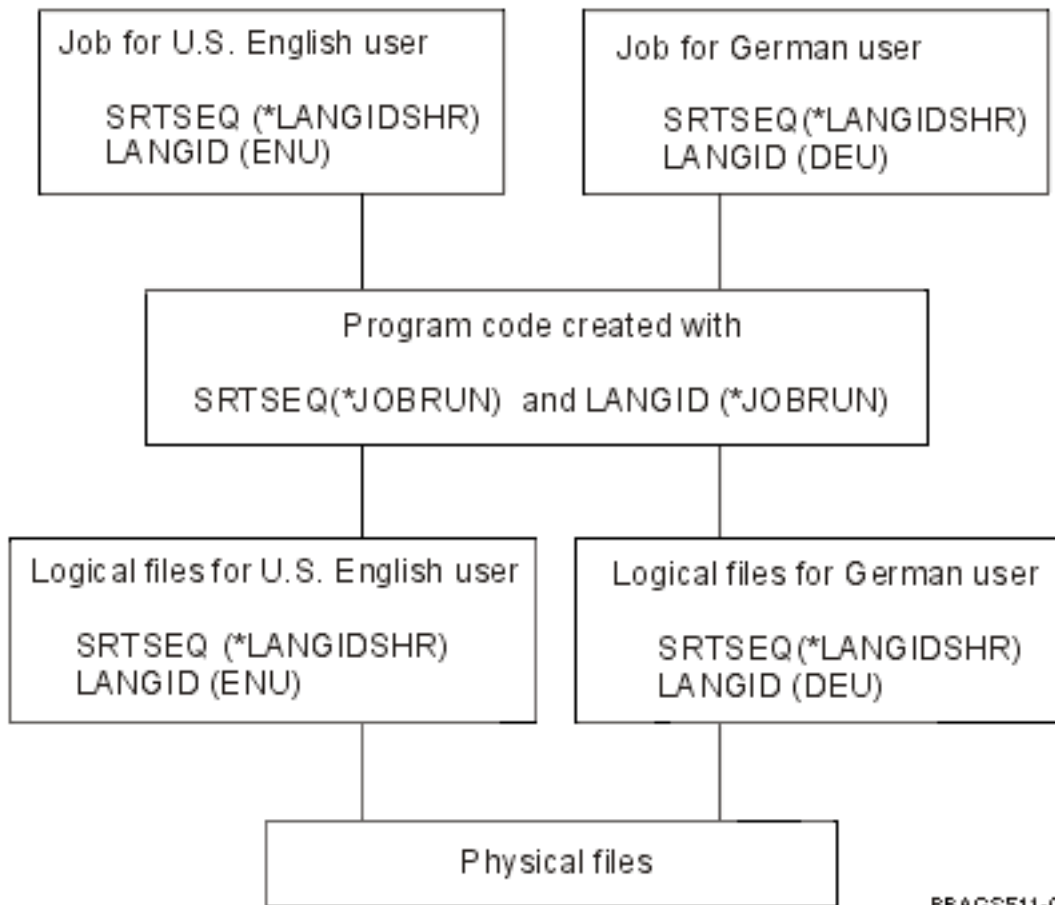 Job for U.S. English user
SRTSEQ (*LANGIDSHR)
LANGID (ENU)
Job for German user
SRTSEQ(*LANGIDSHR)
LANGID (DEU)
Program code created with
SRTSEQ(*JOBRUN) and LANGID (*JOBRUN)
Logical files for U.S. English user
SRTSEQ (*LANGIDSHR)
LANGID (ENU)
Logical files for German user
SRTSEQ(*LANGIDSHR)
LANGID (DEU)
Physical files